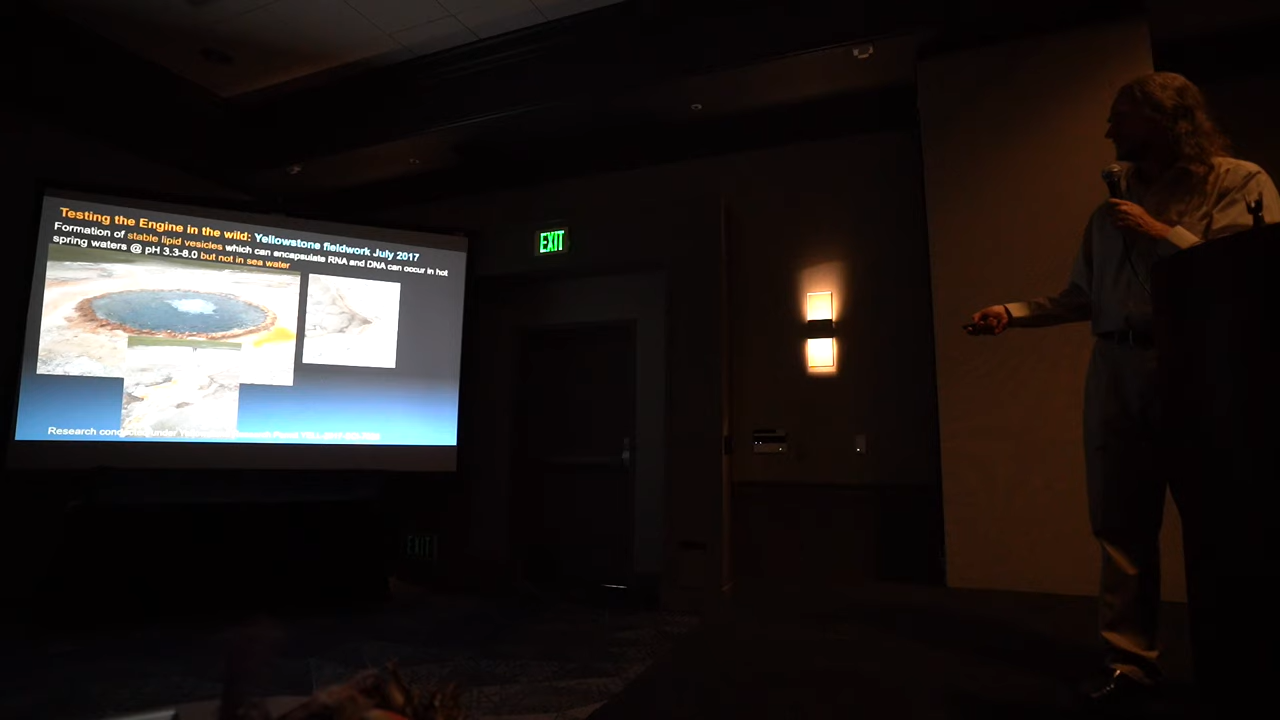 Testing the Engine in the wild: Yellowstone fieldwork July 2017
Formation of stable lipid vesicles which can encapsulate RNA and DNA can occur in hot
spring waters @ pH 3.3-8.0 but not in sea water
Research conducted under
EXIT
EXIT